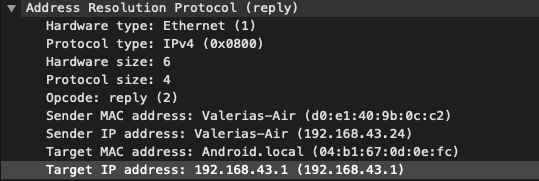 Address Resolution Protocol (reply)
Hardware type: Ethernet (1)
Protocol type: IPv4 (0x0800)
Hardware size: 6
Protocol size: 4
Opcode: reply (2)
Sender MAC address: Valerias-Air (d0:e1:40:9b:0c:c2)
Sender IP address: Valerias-Air (192.168.43.24)
Target MAC address: Android.local (04:b1:67:0d:0e:fc)
Target IP address: 192.168.43.1 (192.168.43.1)